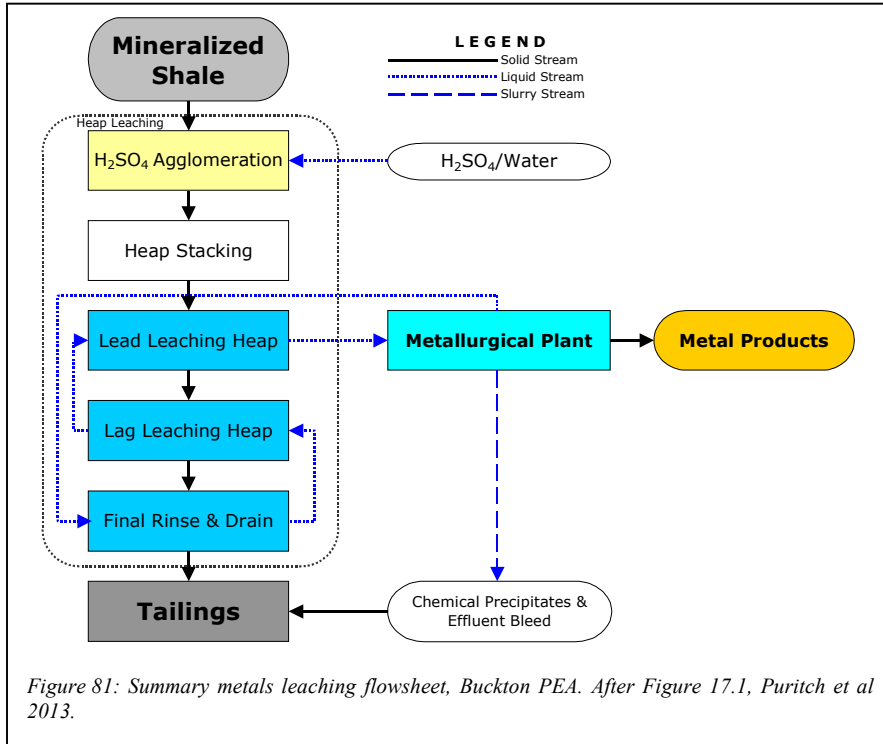 Mineralized
Shale
LEGEND
Solid Stream
Liquid Stream
Slurry Stream
Heap Leaching
H₂SO₄ Agglomeration
H₂SO₄/Water
Heap Stacking
Lead Leaching Heap
Metallurgical Plant
Metal Products
Lag Leaching Heap
Final Rinse & Drain
Tailings
Chemical Precipitates &
Effluent Bleed
Figure 81: Summary metals leaching flowsheet, Buckton PEA. After Figure 17.1, Puritch et al
2013.